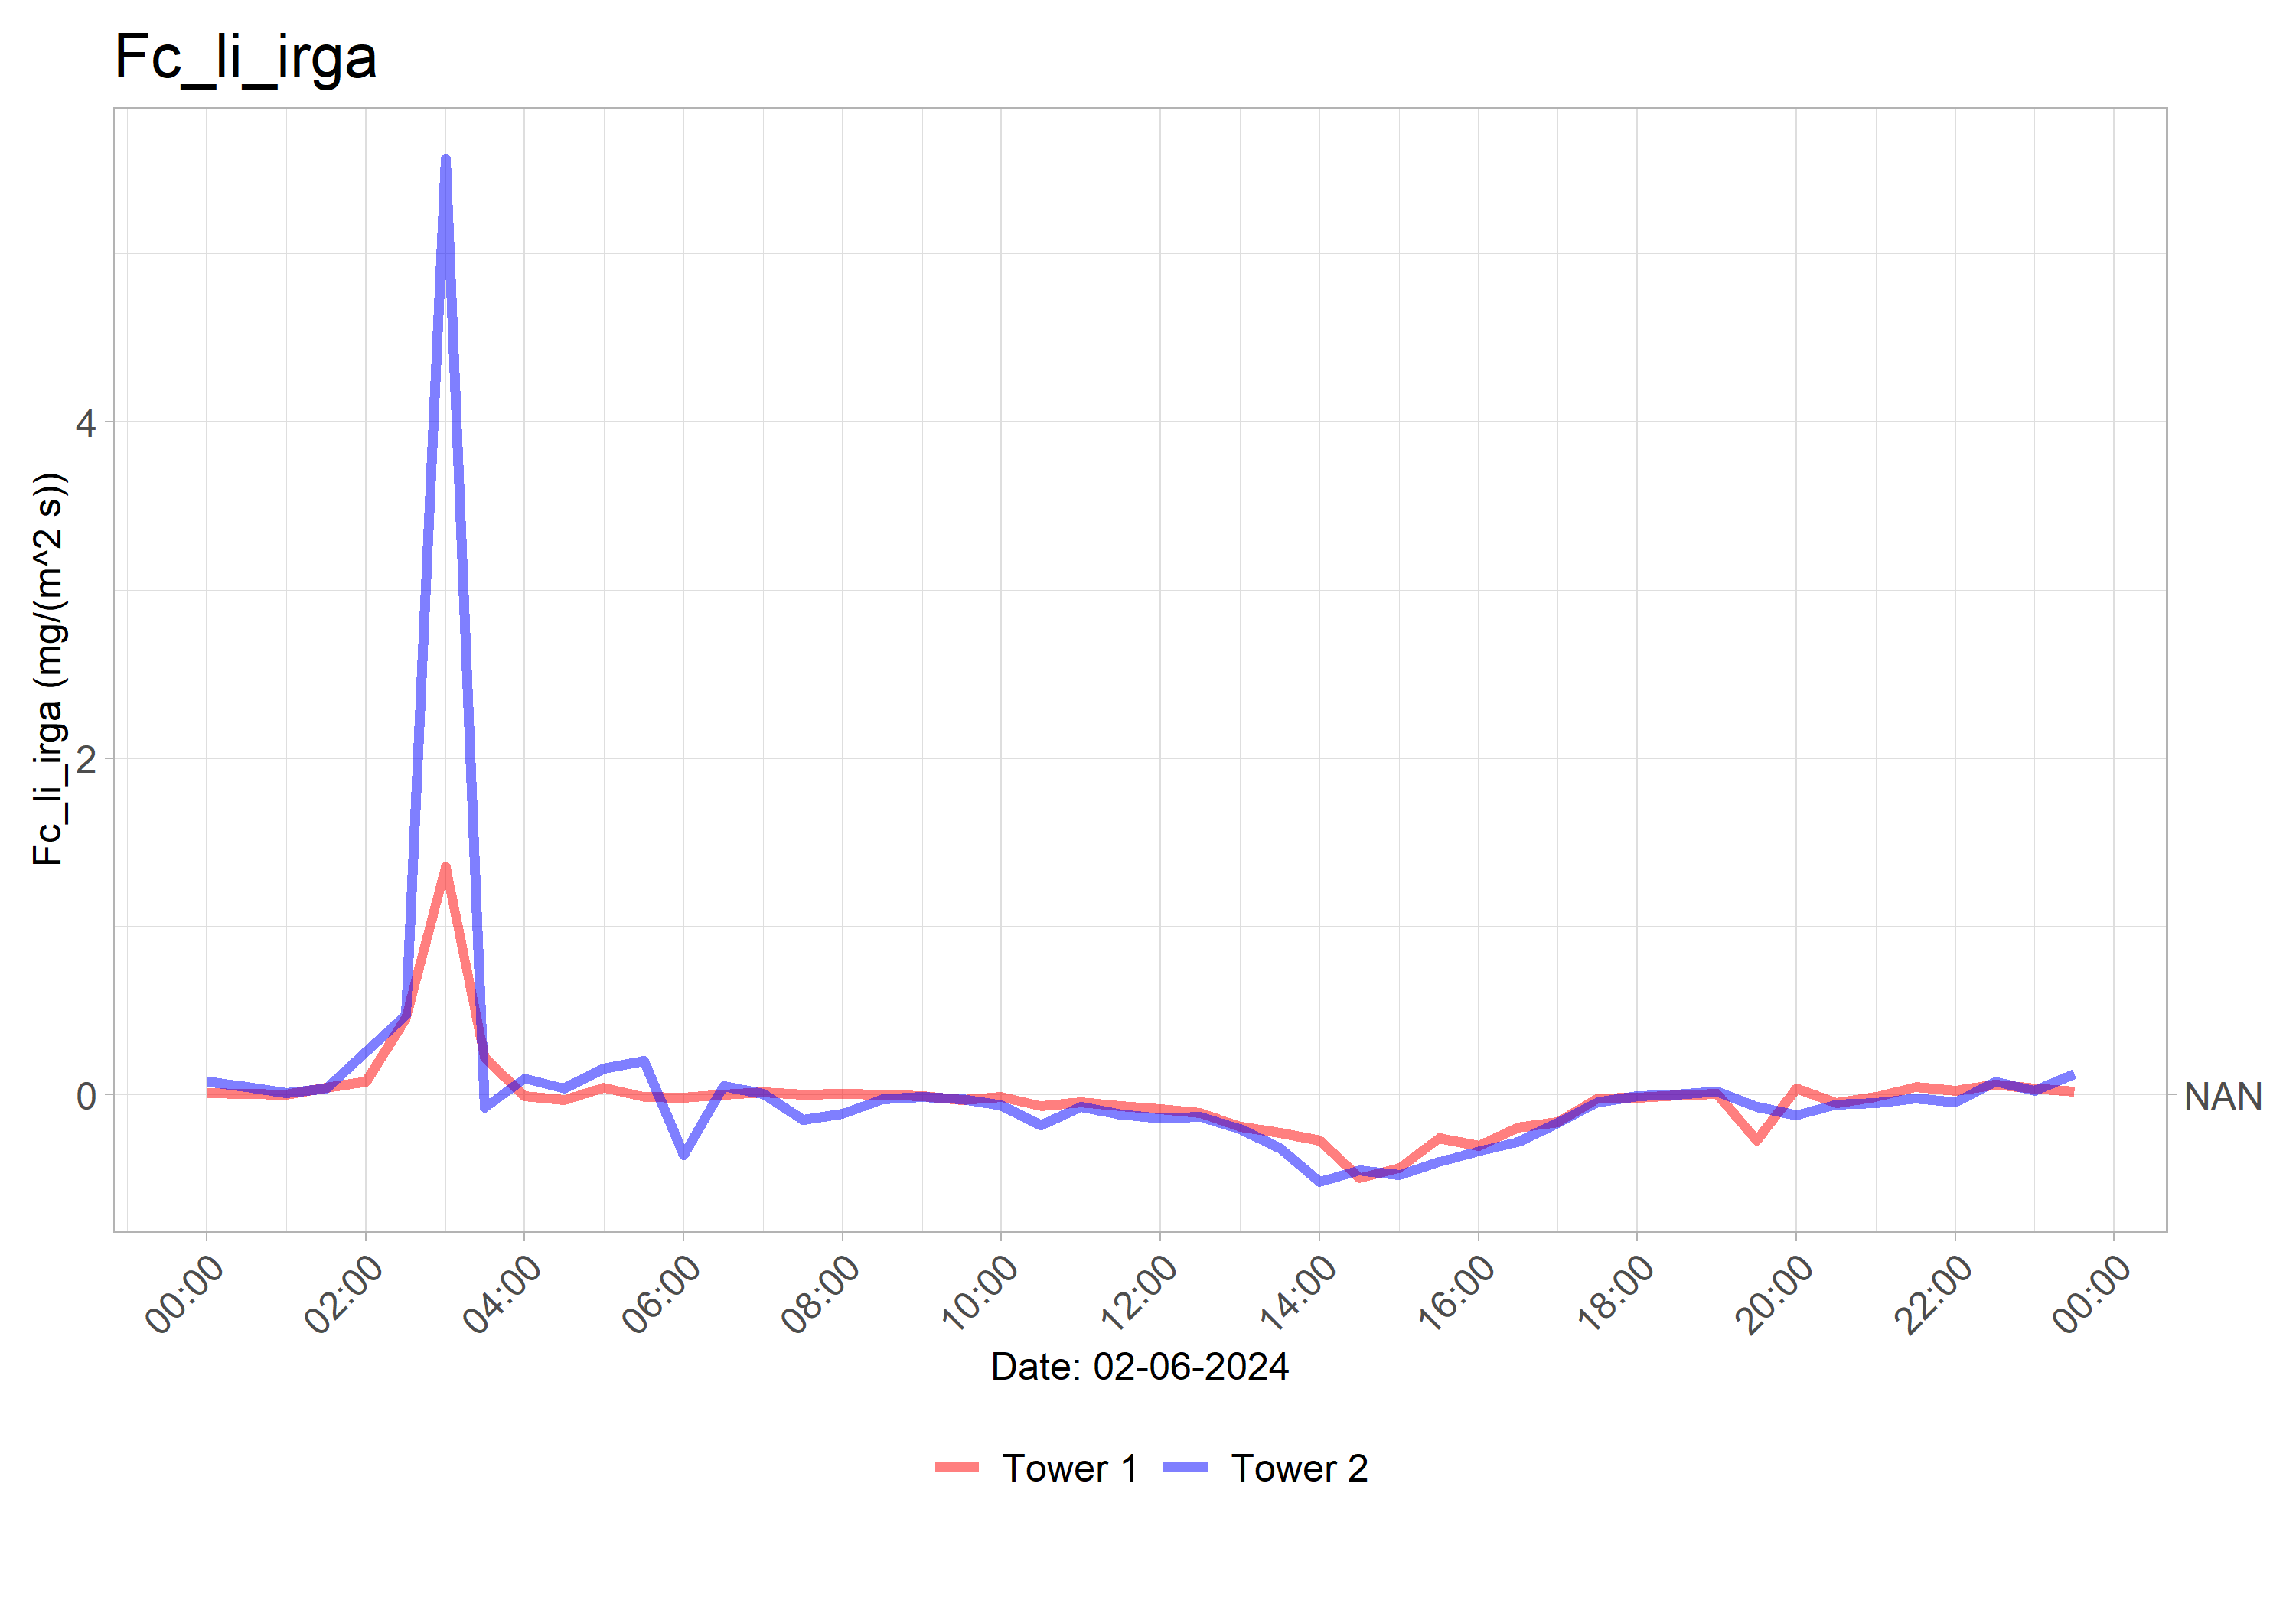 Fc_li_irga
Fc_li_irga (mg/(m^2 s))
4
2
0
NAN
00:00 02:00 04:00 06:00 08:00 10:00 12:00 14:00 16:00 18:00 20:00 22:00 00:00
Date: 02-06-2024
Tower 1 Tower 2